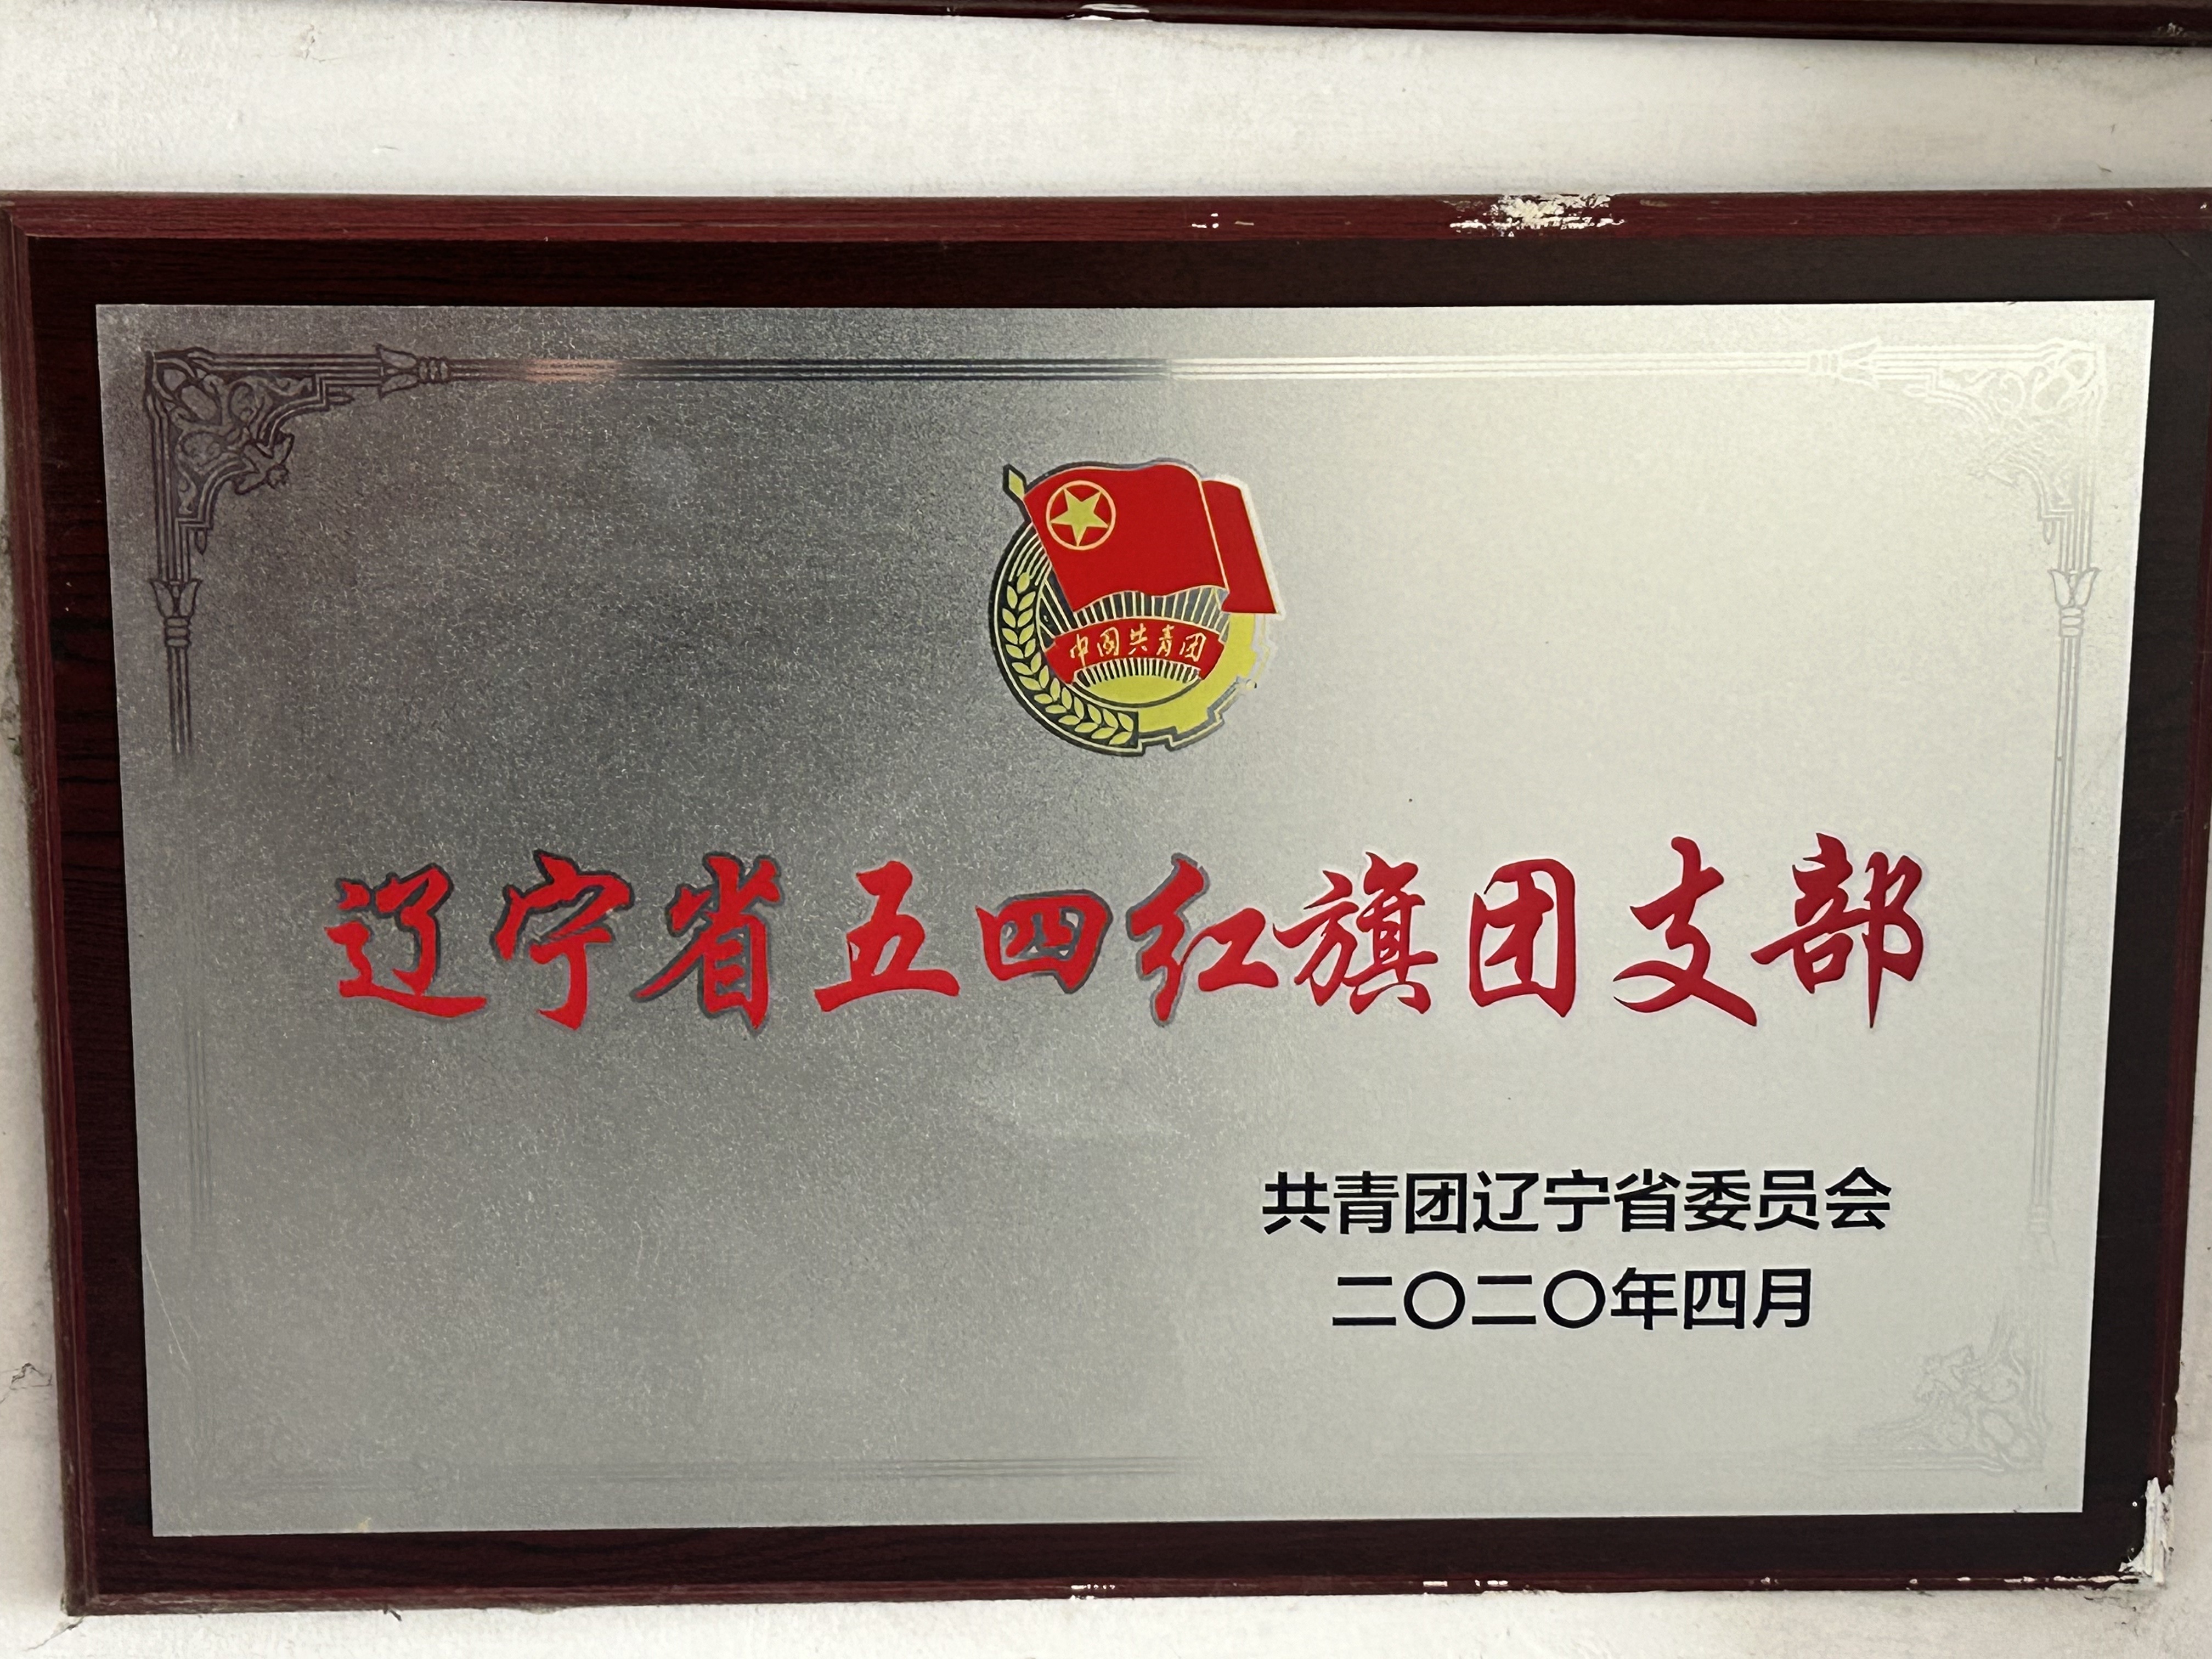 中国共青团
辽宁省五四红旗团支部
共青团辽宁省委员会
二〇二〇年四月